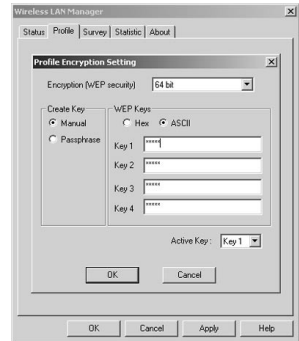 Wireless LAN Manager
Status Profile Survey Statistic About
Profile Encryption
Setting
Encryption (WEP security) 64 bit
Create Key
Manual
Passphrase
WEP Keys
Hex ASCII
Key 1 *****
Key 2 *****
Key 3 *****
Key 4 *****
Active Key : Key 1
OK Cancel
OK Cancel Apply Help